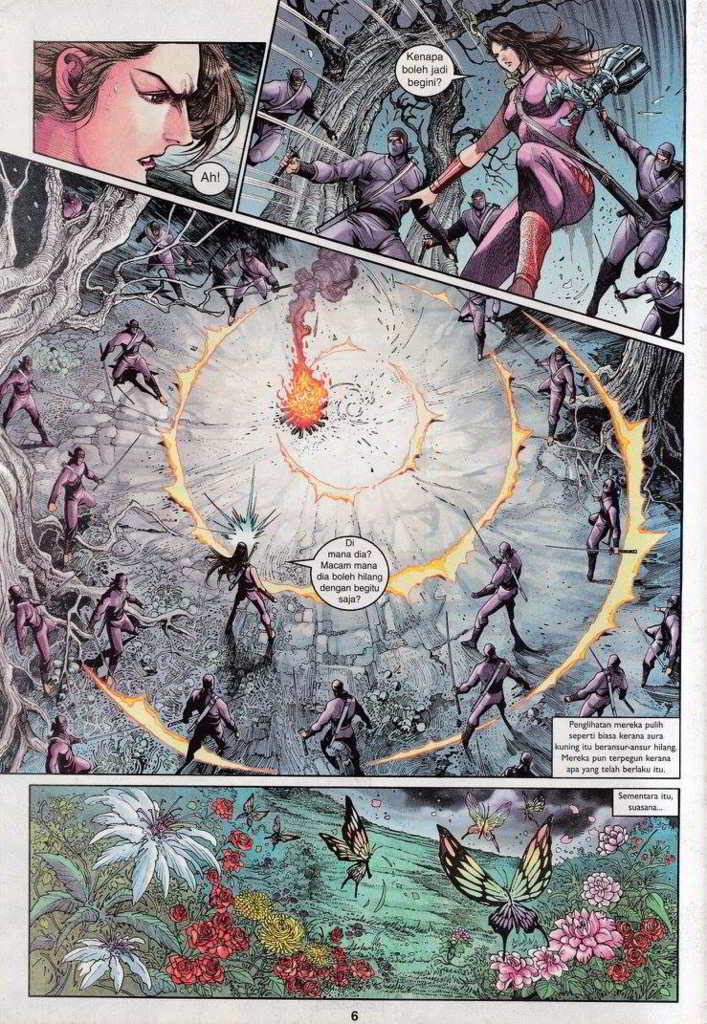 Ah!
Kenapa
boleh jadi
begini?
Di
mana dia?
Macam mana
dia boleh hilang
dengan begitu
saja?
Penglihatan mereka pulih
seperti biasa kerana aura
kuning itu beransur-ansur hilang.
Mereka pun terpegun kerana
apa yang telah berlaku itu.
Sementara itu,
suasana...
6